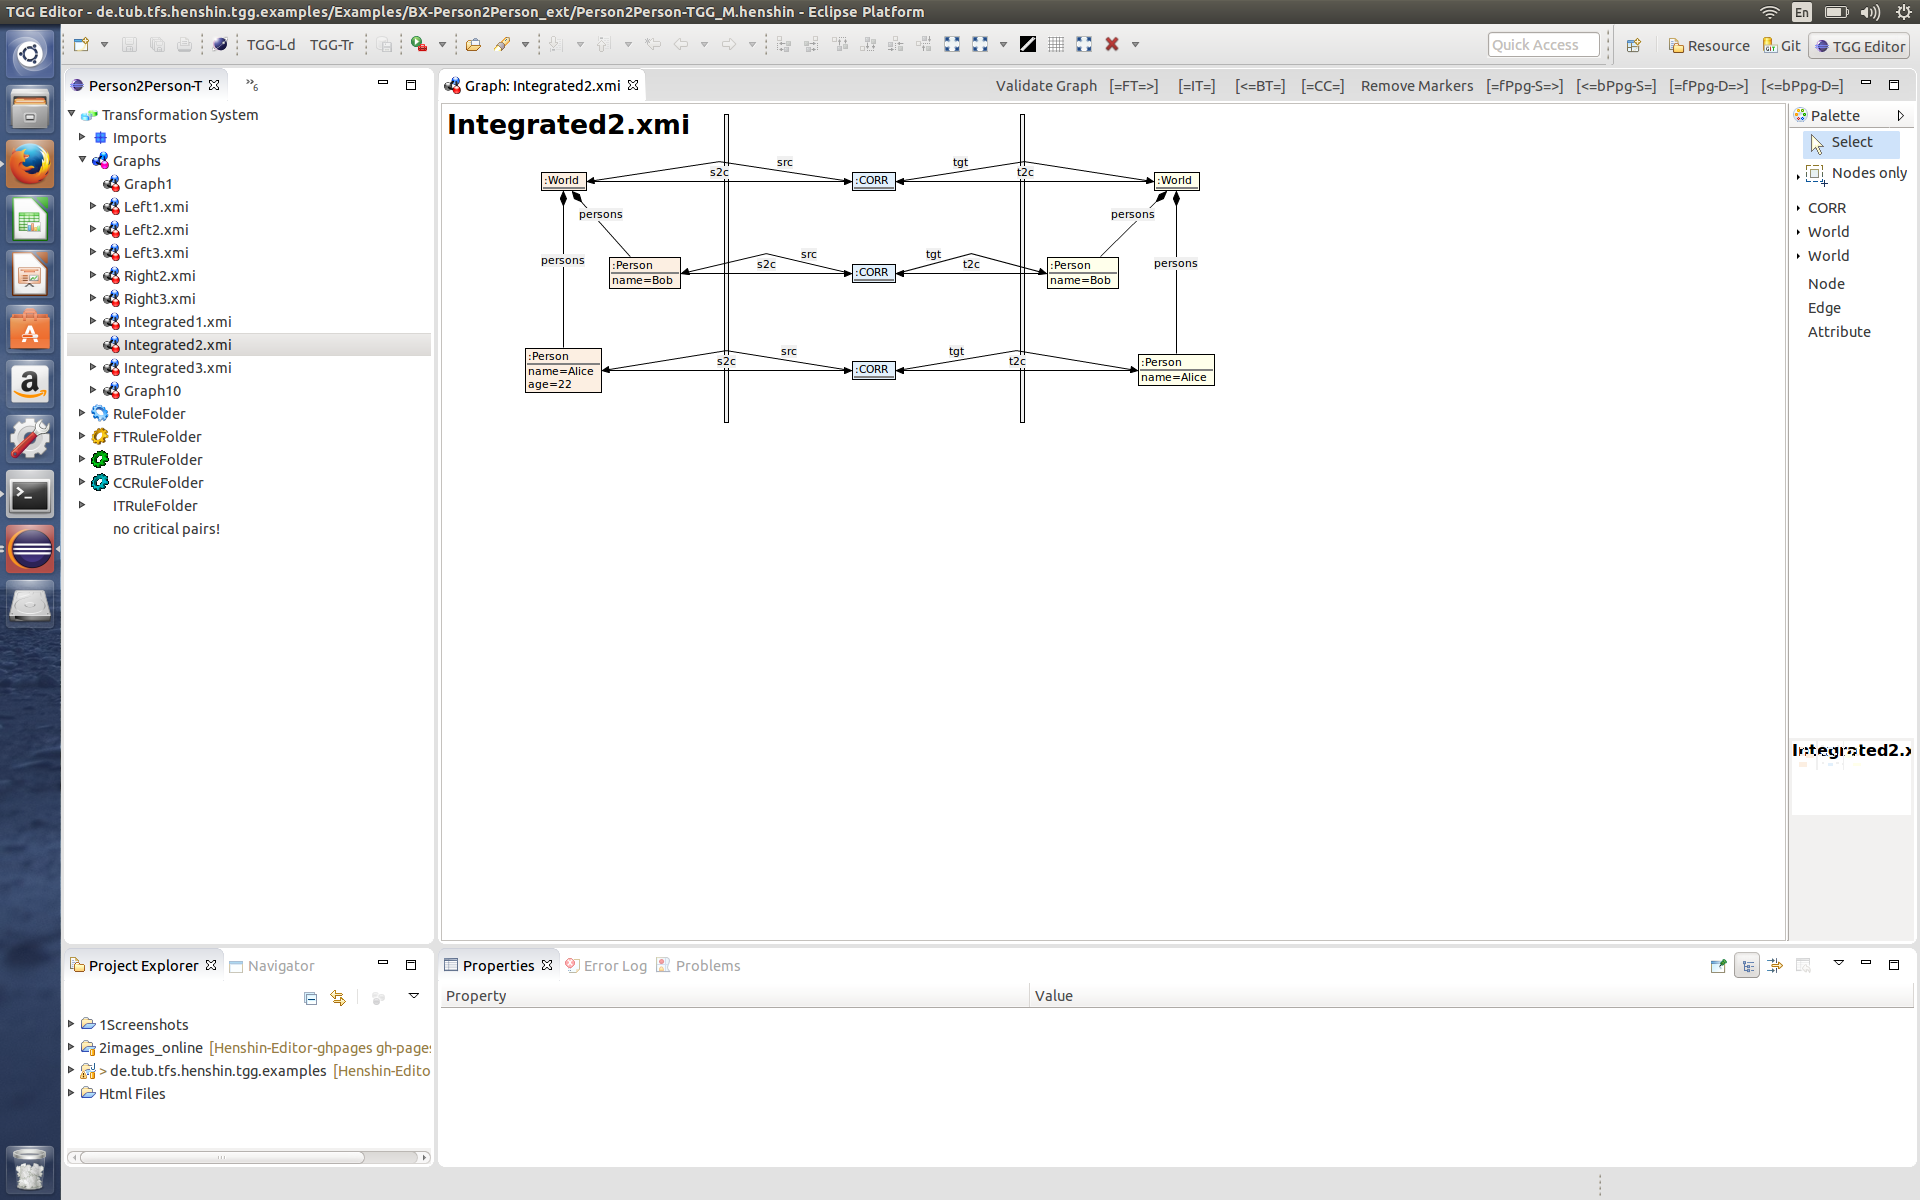 TGG Editor - de.tub.tfs.henshin.tgg.examples/Examples/BX-Person2Person_ext/Person2Person-TGG_M.henshin - Eclipse Platform
En
TGG-Ld TGG-Tr
Quick Access
Resource Git TGG Editor
Person2Person-T
»6
Transformation System
Imports
Graphs
Graph1
Left1.xmi
Left2.xmi
Left3.xmi
Right2.xmi
Right3.xmi
Integrated1.xmi
Integrated2.xmi
Integrated3.xmi
Graph10
RuleFolder
FTRuleFolder
BTRuleFolder
CCRuleFolder
ITRuleFolder
no critical pairs!
Graph: Integrated2.xmi
Validate Graph [=FT=>] [=IT=] [<=BT=] [=CC=] Remove Markers [=fPpg-S=>] [<=bPpg-S=] [=fPpg-D=>] [<=bPpg-D=]
Integrated2.xmi
src
tgt
s2c
t2c
:World
:CORR
:World
persons
persons
persons
persons
src
tgt
s2c
t2c
:Person
name=Bob
:CORR
:Person
name=Bob
src
tgt
s2c
t2c
:Person
name=Alice
age=22
:CORR
:Person
name=Alice
Palette
Select
Nodes only
CORR
World
World
Node
Edge
Attribute
Integrated2.x
Project Explorer Navigator
1Screenshots
2images_online [Henshin-Editor-ghpages gh-pages
> de.tub.tfs.henshin.tgg.examples [Henshin-Edito
Html Files
Properties Error Log Problems
Property Value